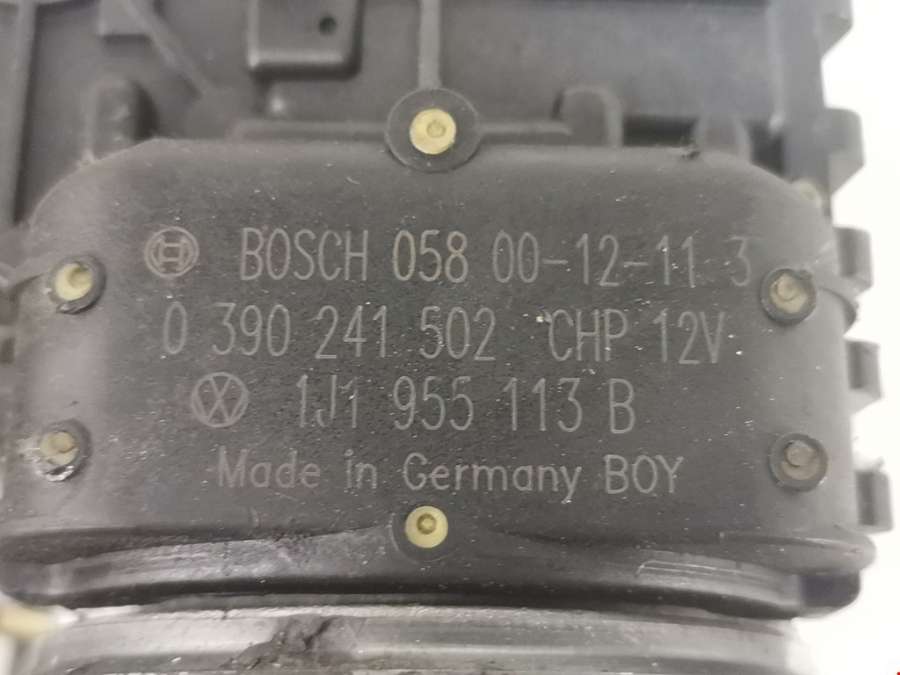 BOSCH 058 00-12-11 3
0 390 241 502 CHP 12V
1J1 955 113 B
Made in Germany BOY